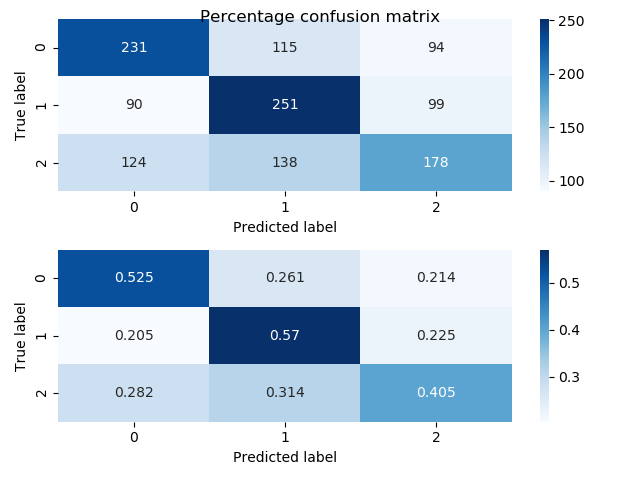 Percentage confusion matrix
True label
0 231 115 94
1 90 251 99
2 124 138 178
0 1 2
Predicted label
250
200
150
100
True label
0 0.525 0.261 0.214
1 0.205 0.57 0.225
2 0.282 0.314 0.405
0 1 2
Predicted label
0.5
0.4
0.3